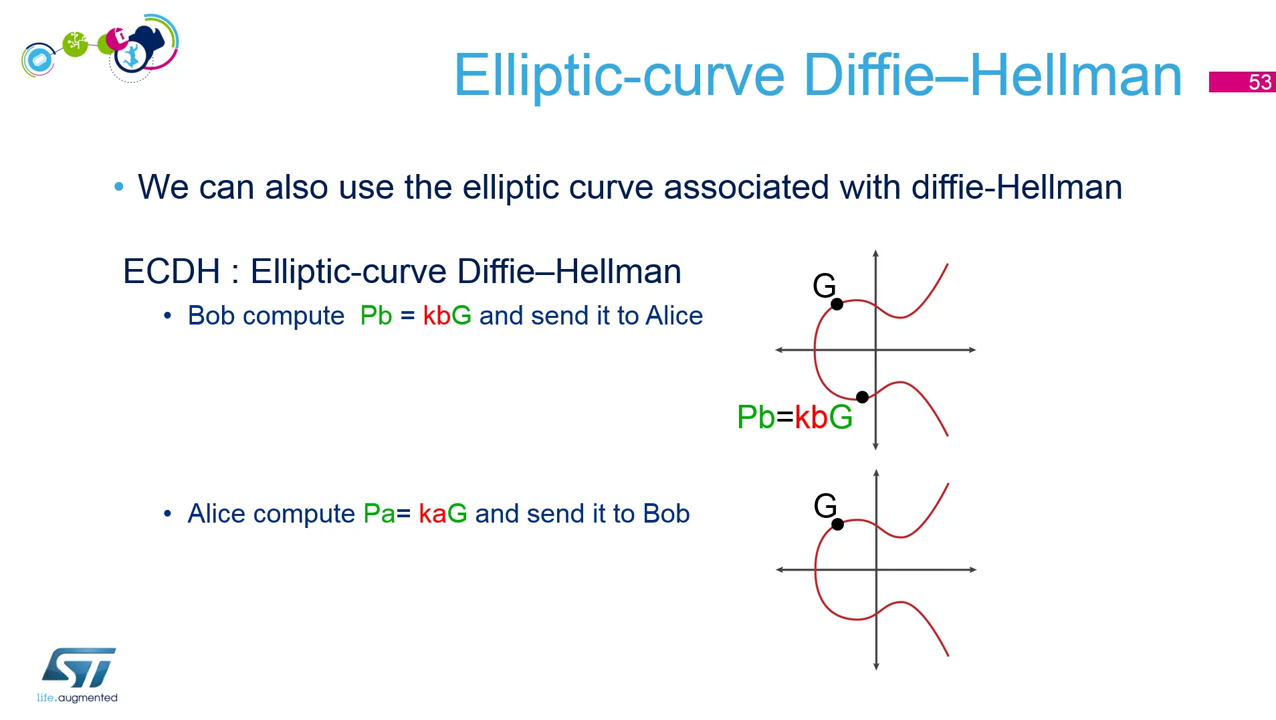 Elliptic-curve Diffie–Hellman
53
• We can also use the elliptic curve associated with diffie-Hellman
ECDH : Elliptic-curve Diffie–Hellman
• Bob compute Pb = kbG and send it to Alice
G
Pb=kbG
• Alice compute Pa= kaG and send it to Bob
G
ST
life.augmented